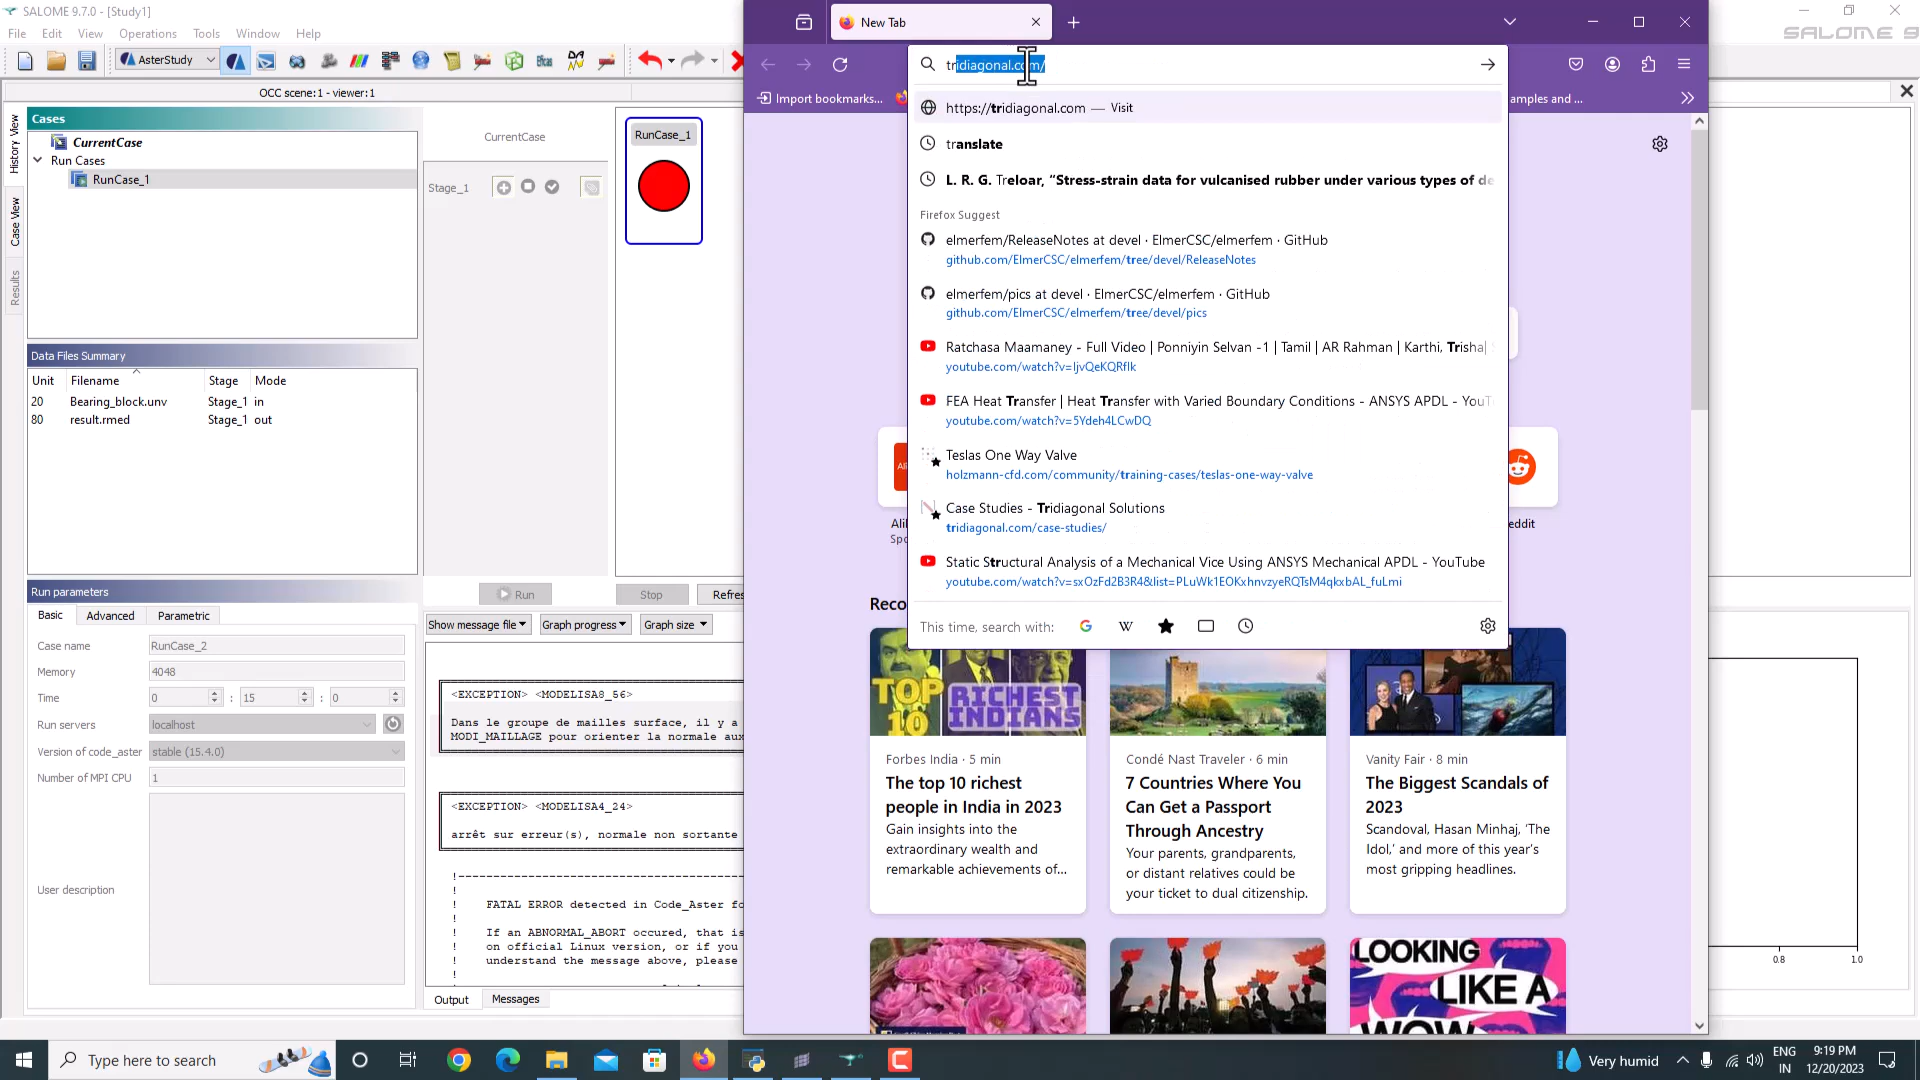 SALOME 9.7.0 - [Study1]
File Edit View Operations Tools Window Help
SALOME 9
AsterStudy
OCC scene:1 - viewer:1
History View
Case View
Results
Cases
CurrentCase
Run Cases
RunCase_1
CurrentCase
Stage_1
RunCase_1
Data Files Summary
Unit Filename Stage Mode
20 Bearing_block.unv Stage_1 in
80 result.rmed Stage_1 out
Run parameters
Basic Advanced Parametric
Case name RunCase_2
Memory 4048
Time 0 : 15 : 0
Run servers localhost
Version of code_aster stable (15.4.0)
Number of MPI CPU 1
User description
Run Stop Refres
Show message file Graph progress Graph size
<EXCEPTION> <MODELISA8_56>
Dans le groupe de mailles surface, il y a
MODI_MAILLAGE pour orienter la normale aux
<EXCEPTION> <MODELISA4_24>
arrêt sur erreur(s), normale non sortante
!
! FATAL ERROR detected in Code_Aster fo
!
! If an ABNORMAL_ABORT occured, that is
! on official Linux version, or if you
! understand the message above, please
!
Output Messages
0.8 1.0
New Tab
tridiagonal.com/
Import bookmarks...
amples and ...
https://tridiagonal.com — Visit
translate
L. R. G. Treloar, “Stress-strain data for vulcanised rubber under various types of de
Firefox Suggest
elmerfem/ReleaseNotes at devel · ElmerCSC/elmerfem · GitHub
github.com/ElmerCSC/elmerfem/tree/devel/ReleaseNotes
elmerfem/pics at devel · ElmerCSC/elmerfem · GitHub
github.com/ElmerCSC/elmerfem/tree/devel/pics
Ratchasa Maamaney - Full Video | Ponniyin Selvan -1 | Tamil | AR Rahman | Karthi, Trisha|
youtube.com/watch?v=IjvQeKQRflk
FEA Heat Transfer | Heat Transfer with Varied Boundary Conditions - ANSYS APDL - YouT
youtube.com/watch?v=5Ydeh4LCwDQ
Teslas One Way Valve
holzmann-cfd.com/community/training-cases/teslas-one-way-valve
Case Studies - Tridiagonal Solutions
tridiagonal.com/case-studies/
Static Structural Analysis of a Mechanical Vice Using ANSYS Mechanical APDL - YouTube
youtube.com/watch?v=sxOzFd2B3R4&list=PLuWk1EOKxhnvzyeRQTsM4qkxbAL_fuLmi
This time, search with: G W
Ali
Ali
Spo
eddit
Reco
TOP 10 RICHEST INDIANS
Forbes India · 5 min
The top 10 richest
people in India in 2023
Gain insights into the
extraordinary wealth and
remarkable achievements of...
Condé Nast Traveler · 6 min
7 Countries Where You
Can Get a Passport
Through Ancestry
Your parents, grandparents,
or distant relatives could be
your ticket to dual citizenship.
Vanity Fair · 8 min
The Biggest Scandals of
2023
Scandoval, Hasan Minhaj, ‘The
Idol,’ and more of this year’s
most gripping headlines.
LOOKING
LIKE A
WOW
Type here to search
Very humid
ENG
IN
9:19 PM
12/20/2023